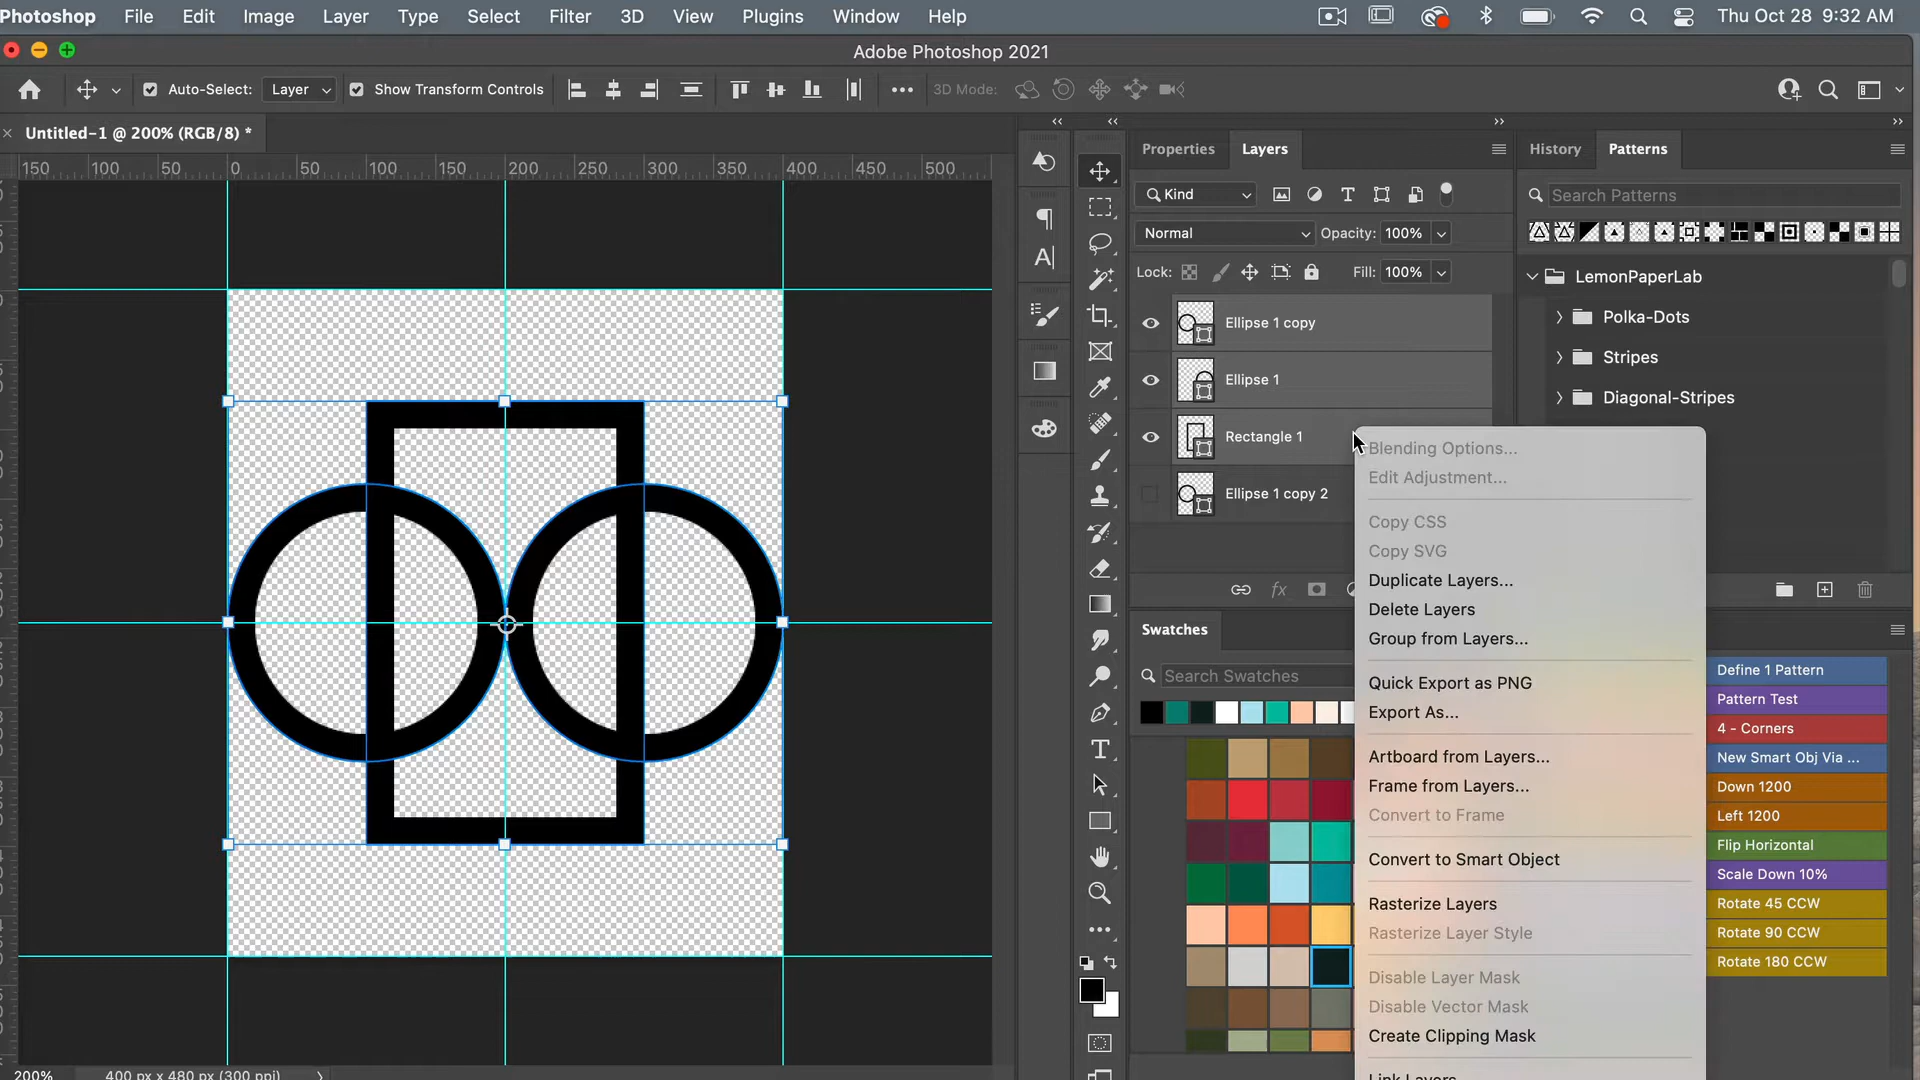 Photoshop File Edit Image Layer Type Select Filter 3D View Plugins Window Help Thu Oct 28 9:32 AM
Adobe Photoshop 2021
Auto-Select: Layer Show Transform Controls 3D Mode:
Untitled-1 @ 200% (RGB/8) *
150 100 50 0 50 100 150 200 250 300 350 400 450 500
Properties Layers
History Patterns
Kind
Search Patterns
Normal Opacity: 100%
Lock: Fill: 100%
LemonPaperLab
Polka-Dots
Stripes
Diagonal-Stripes
Ellipse 1 copy
Ellipse 1
Rectangle 1
Ellipse 1 copy 2
Blending Options...
Edit Adjustment...
Copy CSS
Copy SVG
Duplicate Layers...
Delete Layers
Group from Layers...
Quick Export as PNG
Export As...
Artboard from Layers...
Frame from Layers...
Convert to Frame
Convert to Smart Object
Rasterize Layers
Rasterize Layer Style
Disable Layer Mask
Disable Vector Mask
Create Clipping Mask
Link Layers
Swatches
Search Swatches
Define 1 Pattern
Pattern Test
4 - Corners
New Smart Obj Via ...
Down 1200
Left 1200
Flip Horizontal
Scale Down 10%
Rotate 45 CCW
Rotate 90 CCW
Rotate 180 CCW
200% 400 px x 480 px (300 ppi)